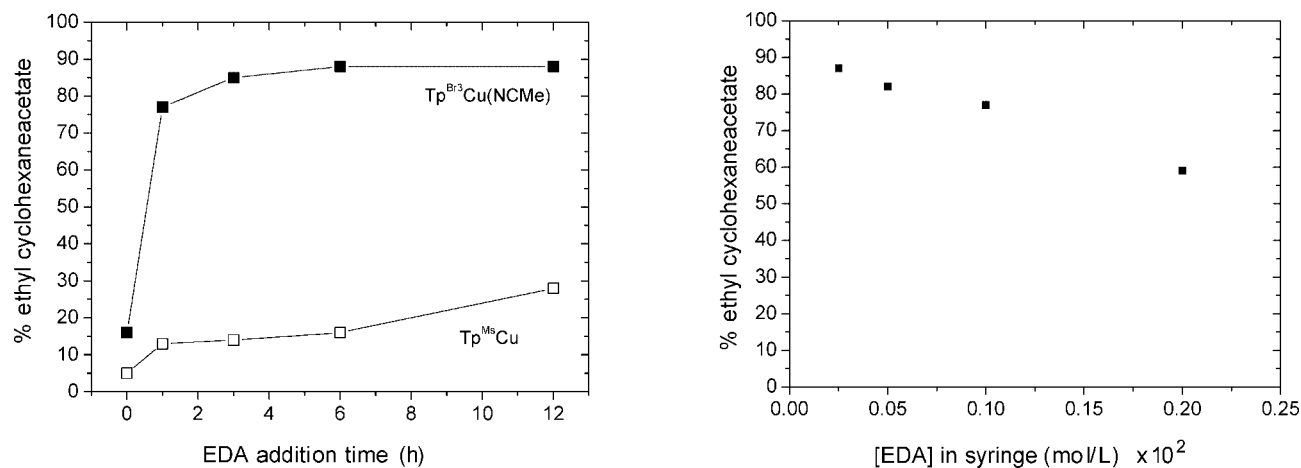 % ethyl cyclohexaneacetate
100
90
80
70
60
50
40
30
20
10
0
Tp^Br3Cu(NCMe)
Tp^MsCu
0 2 4 6 8 10 12
EDA addition time (h)
% ethyl cyclohexaneacetate
100
90
80
70
60
50
40
30
20
10
0
0.00 0.05 0.10 0.15 0.20 0.25
[EDA] in syringe (mol/L) x10^2